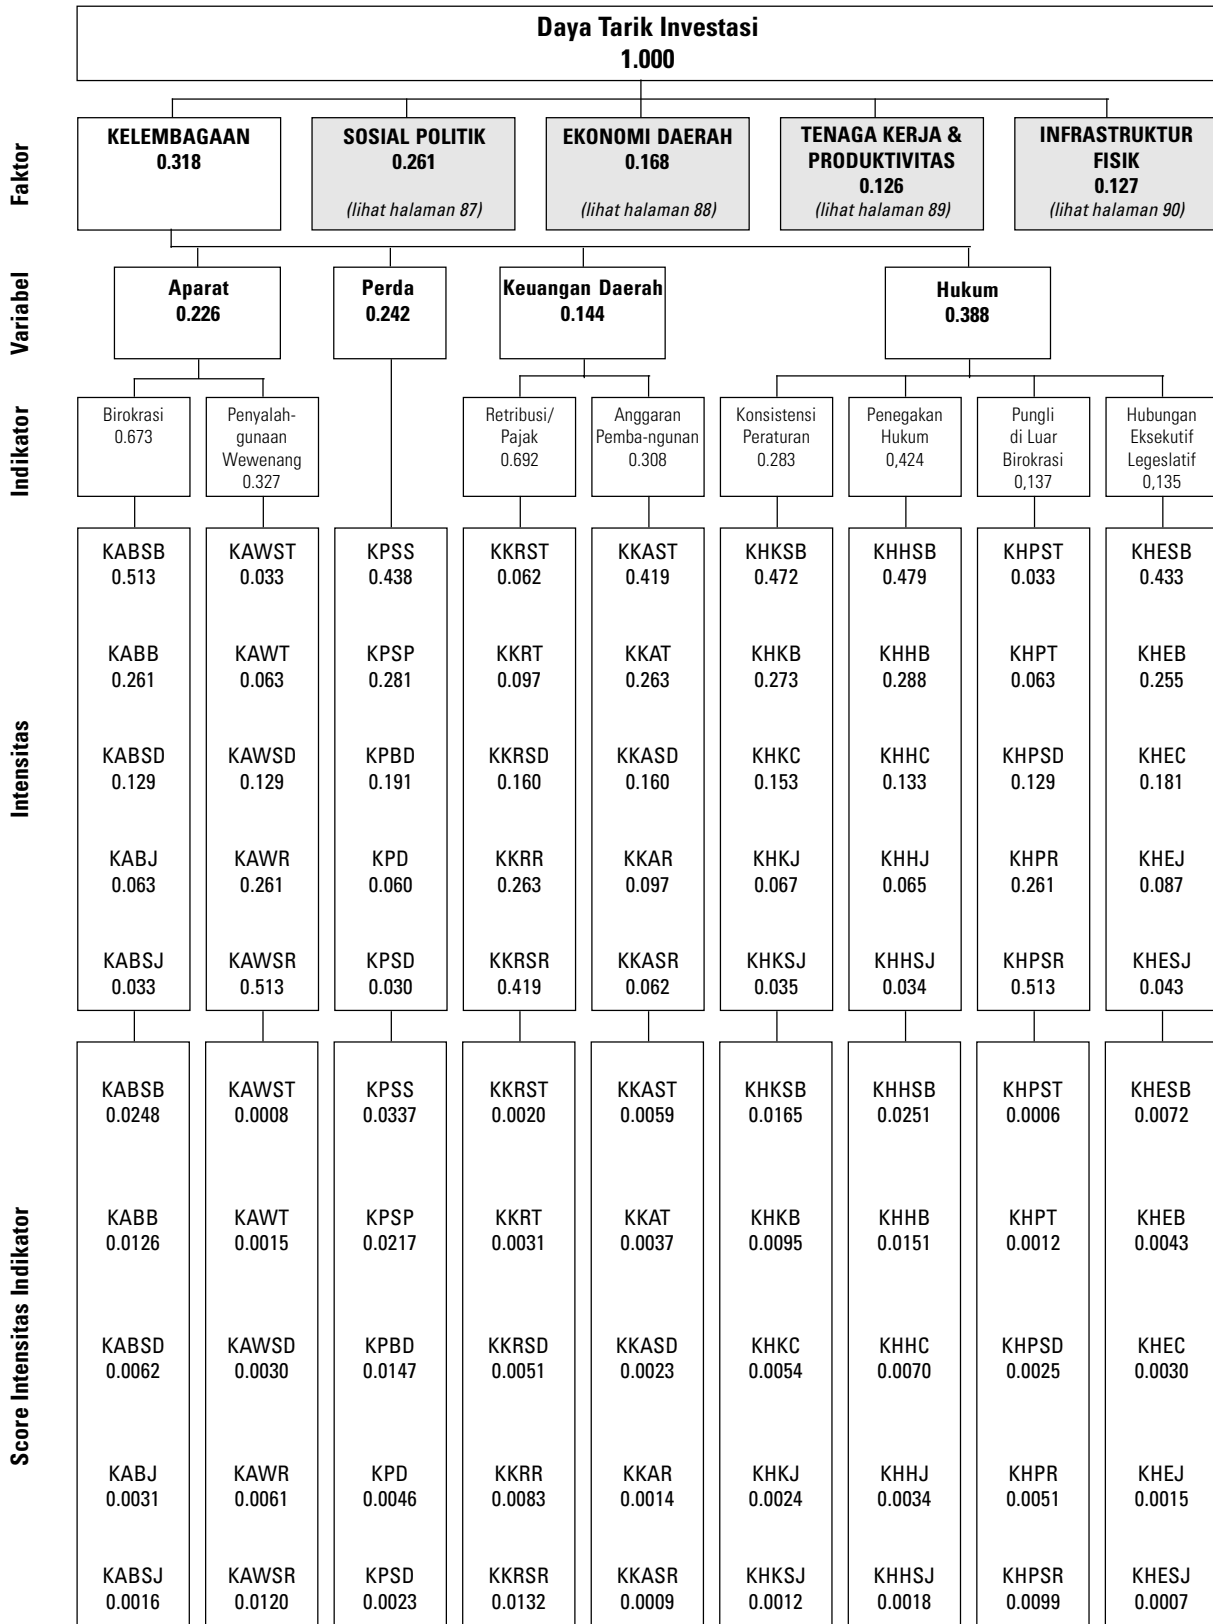 Daya Tarik Investasi
1.000
Faktor
KELEMBAGAAN
0.318
SOSIAL POLITIK
0.261
(lihat halaman 87)
EKONOMI DAERAH
0.168
(lihat halaman 88)
TENAGA KERJA &
PRODUKTIVITAS
0.126
(lihat halaman 89)
INFRASTRUKTUR
FISIK
0.127
(lihat halaman 90)
Variabel
Aparat
0.226
Perda
0.242
Keuangan Daerah
0.144
Hukum
0.388
Indikator
Birokrasi
0.673
Penyalah-
gunaan
Wewenang
0.327
Retribusi/
Pajak
0.692
Anggaran
Pemba-ngunan
0.308
Konsistensi
Peraturan
0.283
Penegakan
Hukum
0,424
Pungli
di Luar
Birokrasi
0,137
Hubungan
Eksekutif
Legeslatif
0,135
Intensitas
KABSB KAWST KPSS KKRST KKAST KHKSB KHHSB KHPST KHESB
0.513 0.033 0.438 0.062 0.419 0.472 0.479 0.033 0.433
KABB KAWT KPSP KKRT KKAT KHKB KHHB KHPT KHEB
0.261 0.063 0.281 0.097 0.263 0.273 0.288 0.063 0.255
KABSD KAWSD KPBD KKRSD KKASD KHKC KHHC KHPSD KHEC
0.129 0.129 0.191 0.160 0.160 0.153 0.133 0.129 0.181
KABJ KAWR KPD KKRR KKAR KHKJ KHHJ KHPR KHEJ
0.063 0.261 0.060 0.263 0.097 0.067 0.065 0.261 0.087
KABSJ KAWSR KPSD KKRSR KKASR KHKSJ KHHSJ KHPSR KHESJ
0.033 0.513 0.030 0.419 0.062 0.035 0.034 0.513 0.043
Score Intensitas Indikator
KABSB KAWST KPSS KKRST KKAST KHKSB KHHSB KHPST KHESB
0.0248 0.0008 0.0337 0.0020 0.0059 0.0165 0.0251 0.0006 0.0072
KABB KAWT KPSP KKRT KKAT KHKB KHHB KHPT KHEB
0.0126 0.0015 0.0217 0.0031 0.0037 0.0095 0.0151 0.0012 0.0043
KABSD KAWSD KPBD KKRSD KKASD KHKC KHHC KHPSD KHEC
0.0062 0.0030 0.0147 0.0051 0.0023 0.0054 0.0070 0.0025 0.0030
KABJ KAWR KPD KKRR KKAR KHKJ KHHJ KHPR KHEJ
0.0031 0.0061 0.0046 0.0083 0.0014 0.0024 0.0034 0.0051 0.0015
KABSJ KAWSR KPSD KKRSR KKASR KHKSJ KHHSJ KHPSR KHESJ
0.0016 0.0120 0.0023 0.0132 0.0009 0.0012 0.0018 0.0099 0.0007